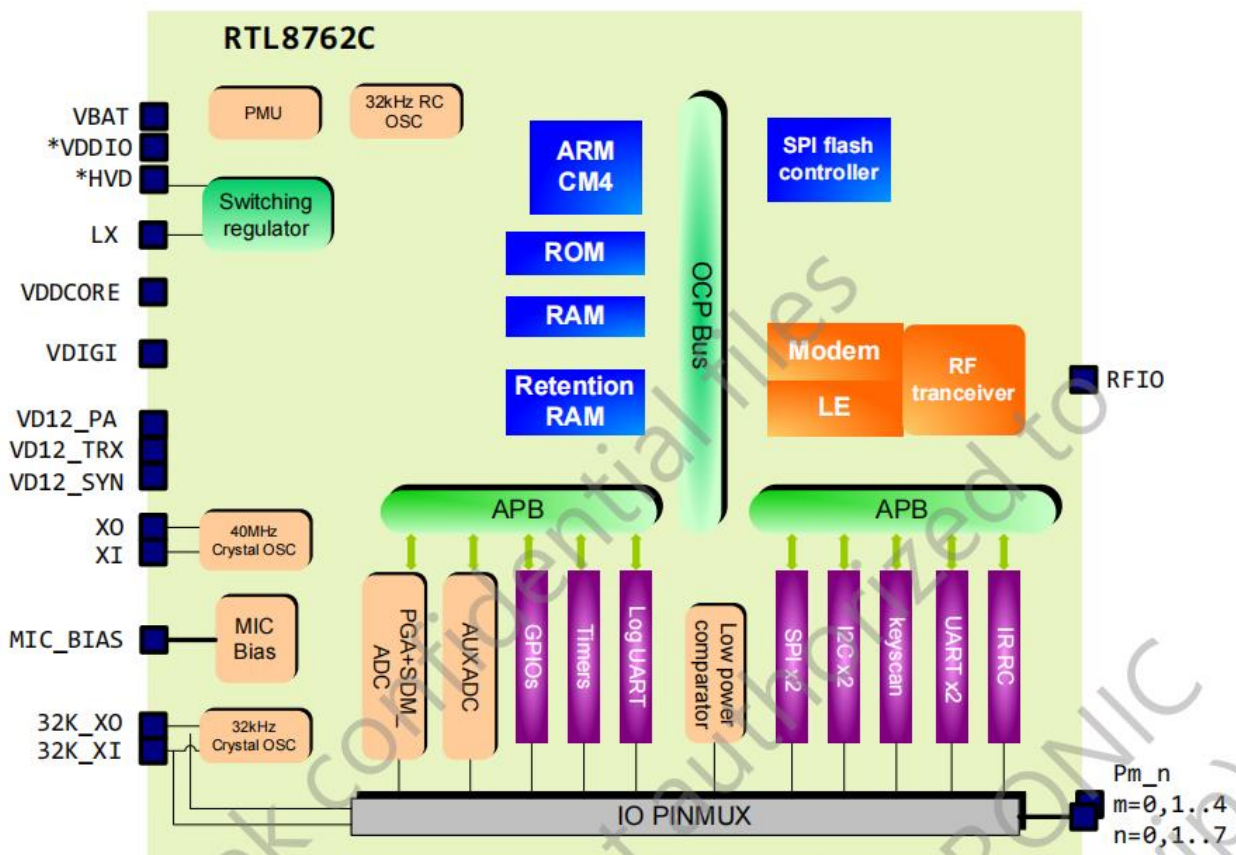 RTL8762C
VBAT
*VDDIO
*HVD
LX
VDDCORE
VDIGI
VD12_PA
VD12_TRX
VD12_SYN
XO
XI
MIC_BIAS
32K_XO
32K_XI
PMU
32kHz RC
OSC
Switching
regulator
40MHz
Crystal OSC
MIC
Bias
32kHz
Crystal OSC
ARM
CM4
ROM
RAM
Retention
RAM
OCP Bus
SPI flash
controller
Modem
LE
RF
tranceiver
RFIO
APB
APB
PGA+SDM_
ADC
AUXADC
GPIOs
Timers
Log UART
Low power
comparator
SPI x2
I2C x2
keyscan
UART x2
IR RC
IO PINMUX
Pm_n
m=0,1..4
n=0,1..7
confidential files
authorized to